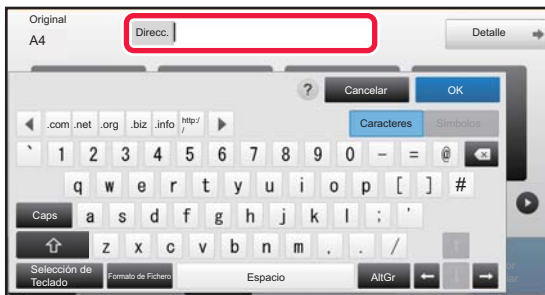 Original
A4
Direcc.
Detalle
?
Cancelar
OK
.com .net .org .biz .info http://
Caracteres
Símbolos
` 1 2 3 4 5 6 7 8 9 0 - = @
q w e r t y u i o p [ ] #
Caps a s d f g h j k l ; '
z x c v b n m , . /
Selección de Teclado
Formato de Fichero
Espacio
AltGr